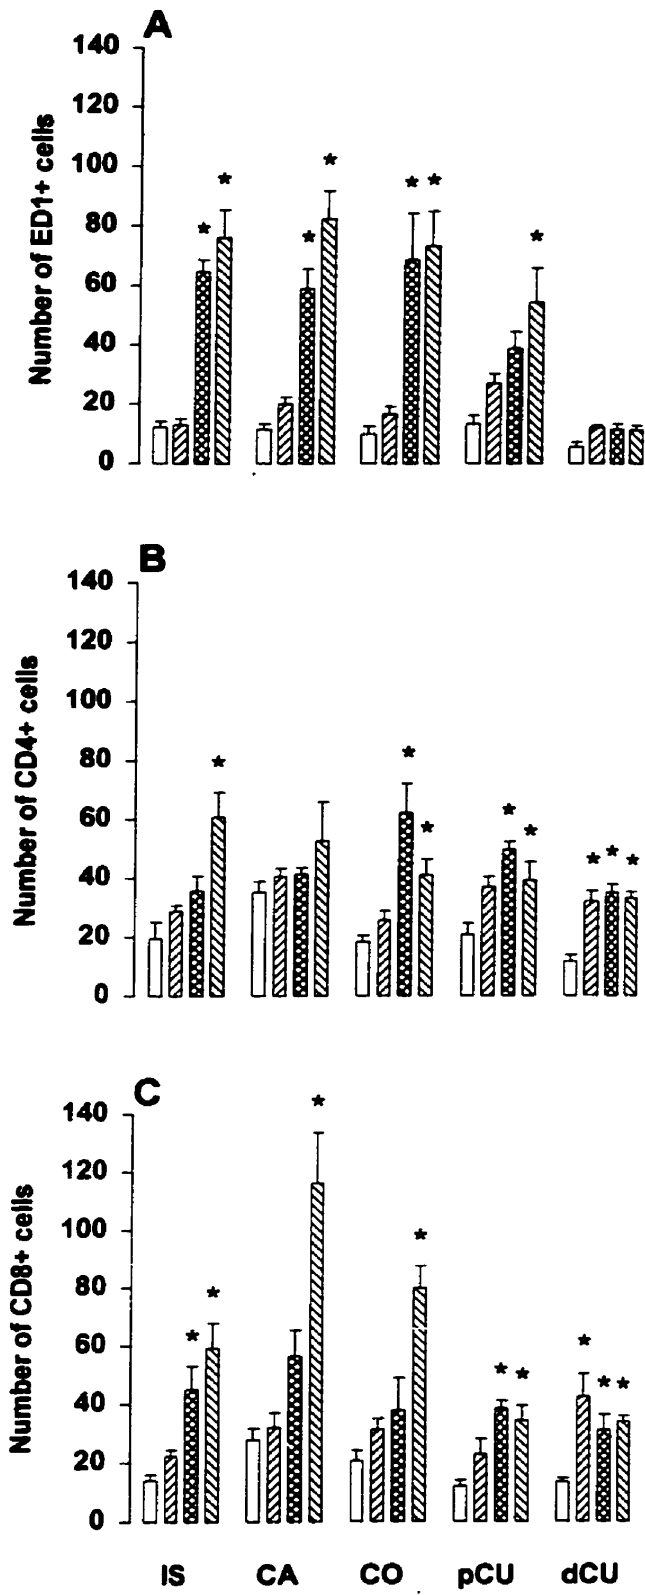 A
140
120
100
80
60
40
20
0
Number of ED1+ cells
* * * * * * *
B
140
120
100
80
60
40
20
0
Number of CD4+ cells
* * * * * * * *
C
140
120
100
80
60
40
20
0
Number of CD8+ cells
* * * * * * * * *
IS CA CO pCU dCU